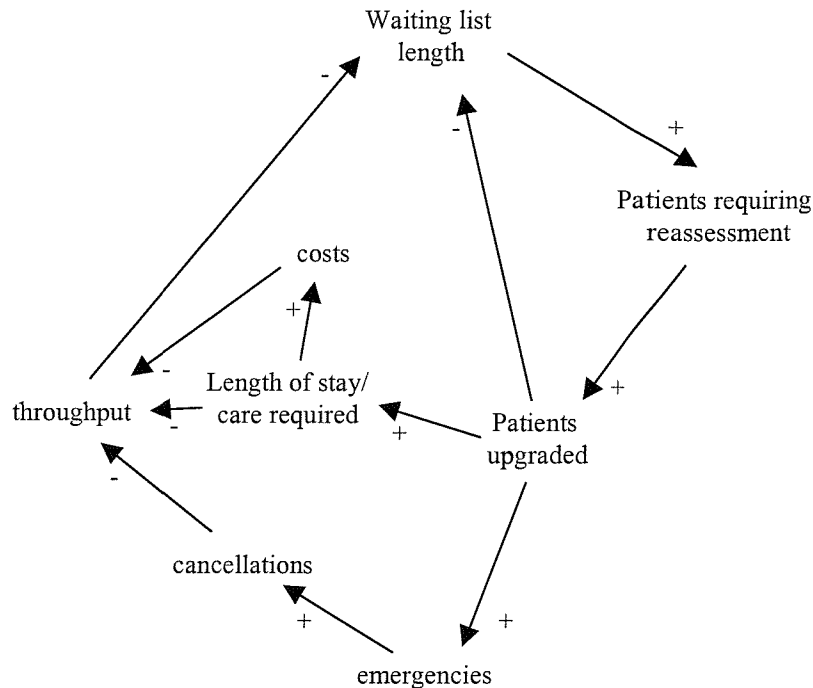 Waiting list
length
-
-
+
Patients requiring
reassessment
costs
+
-
Length of stay/
care required
+
throughput
-
+
Patients
upgraded
-
cancellations
+
+
emergencies